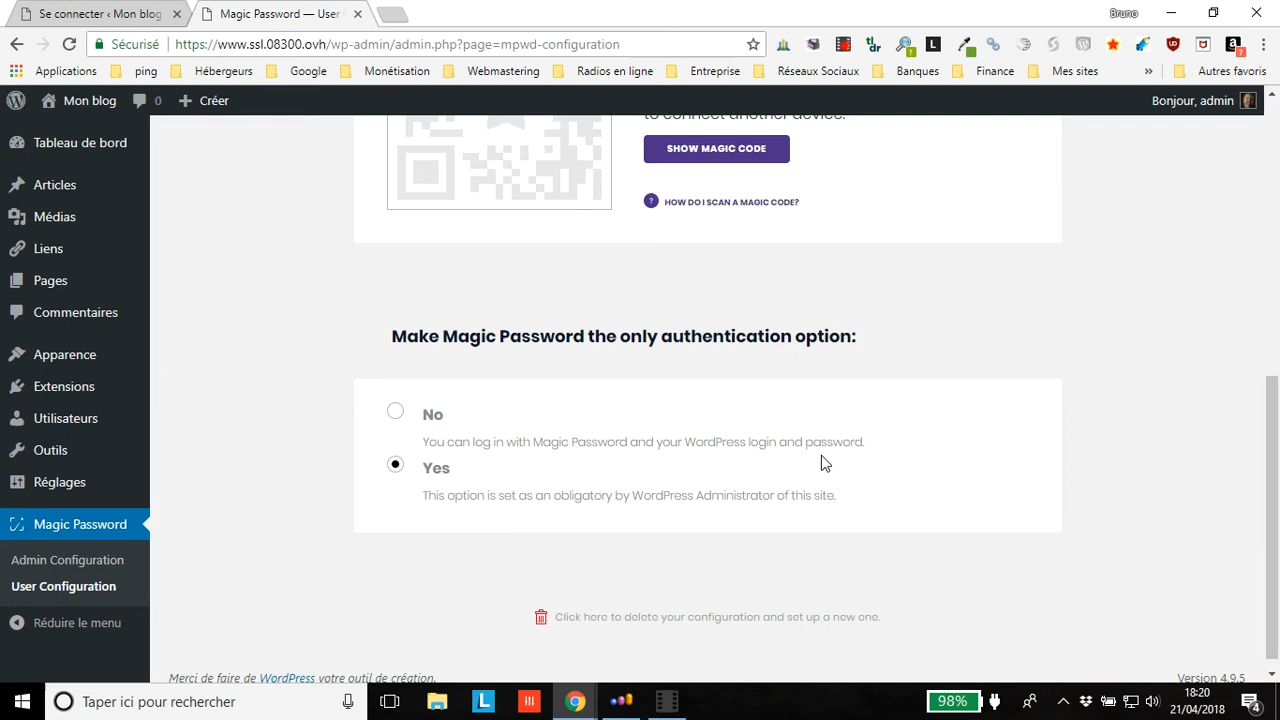 Se connecter ‹ Mon blog
Magic Password — User
Bruno
Sécurisé
https://www.ssl.08300.ovh/wp-admin/admin.php?page=mpwd-configuration
Applications
ping
Hébergeurs
Google
Monétisation
Webmastering
Radios en ligne
Entreprise
Réseaux Sociaux
Banques
Finance
Mes sites
»
Autres favoris
Mon blog
0
Créer
Bonjour, admin
Tableau de bord
Articles
Médias
Liens
Pages
Commentaires
Apparence
Extensions
Utilisateurs
Outils
Réglages
Magic Password
Admin Configuration
User Configuration
Réduire le menu
to connect another device.
SHOW MAGIC CODE
? HOW DO I SCAN A MAGIC CODE?
Make Magic Password the only authentication option:
No
You can log in with Magic Password and your WordPress login and password.
Yes
This option is set as an obligatory by WordPress Administrator of this site.
Click here to delete your configuration and set up a new one.
Merci de faire de WordPress votre outil de création.
Version 4.9.5
Taper ici pour rechercher
98%
18:20
21/04/2018
4